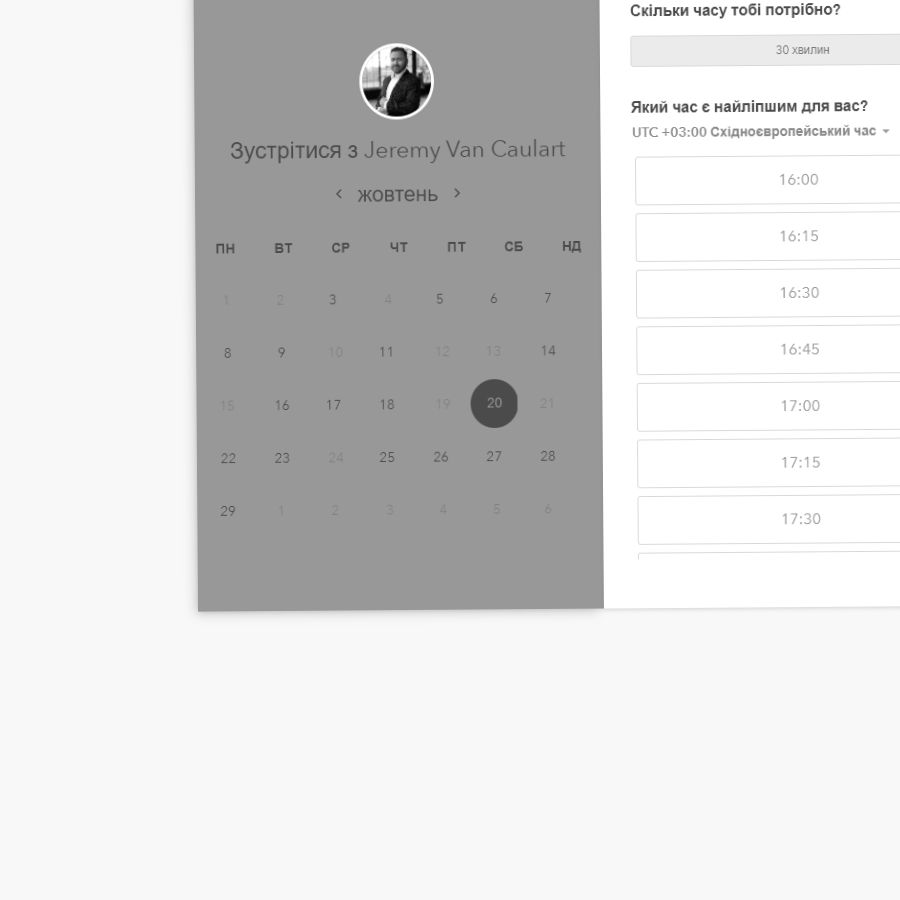 Зустрітися з Jeremy Van Caulart
жовтень
ПН ВТ СР ЧТ ПТ СБ НД
1 2 3 4 5 6 7
8 9 10 11 12 13 14
15 16 17 18 19 20 21
22 23 24 25 26 27 28
29 1 2 3 4 5 6
Скільки часу тобі потрібно?
30 хвилин
Який час є найліпшим для вас?
UTC +03:00 Східноєвропейський час
16:00
16:15
16:30
16:45
17:00
17:15
17:30